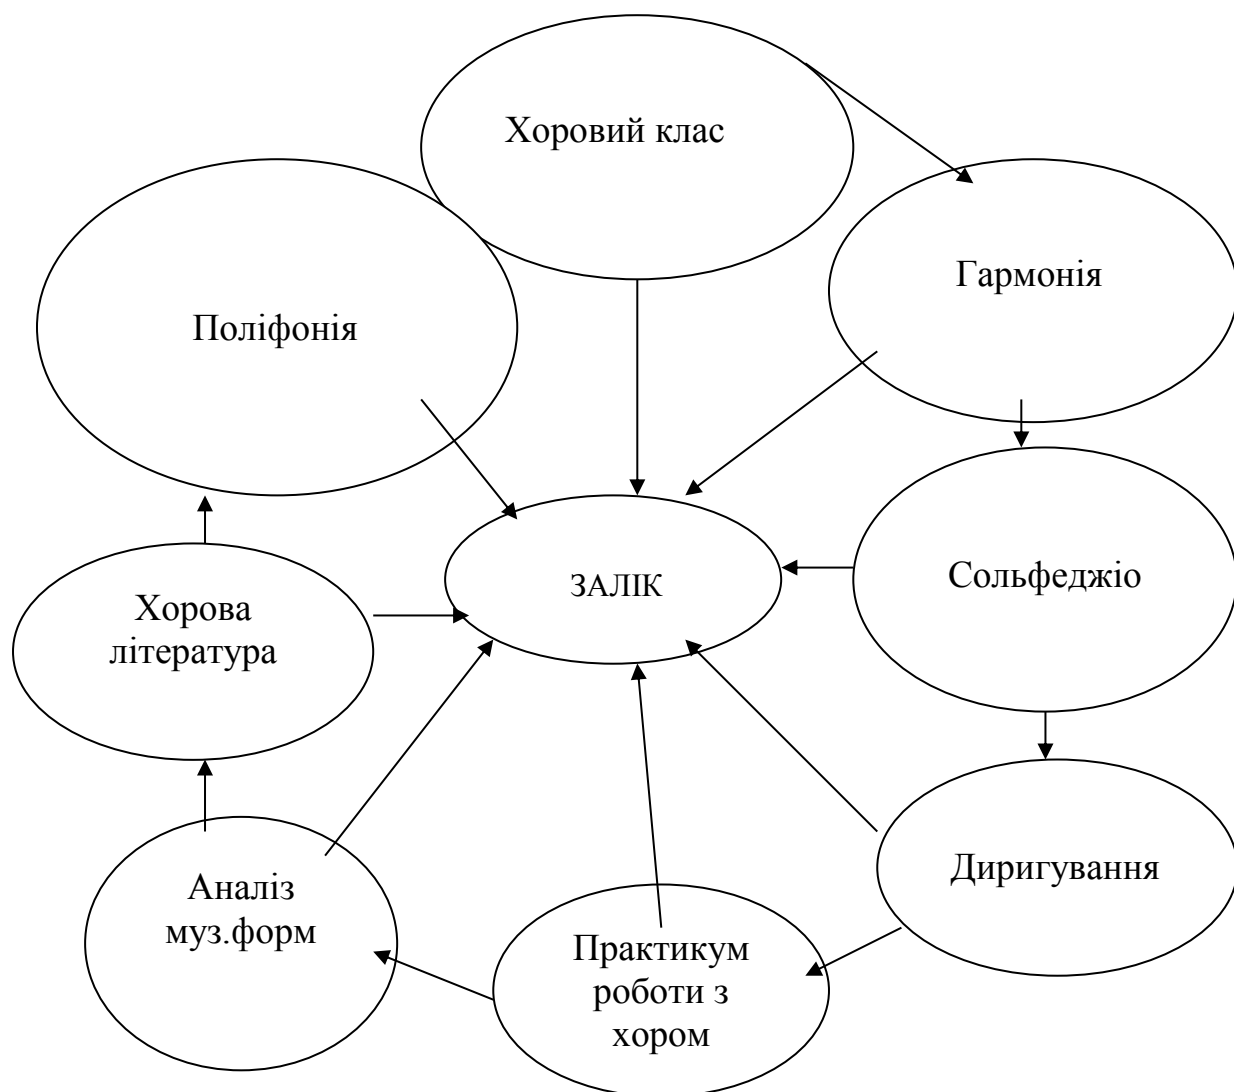 Хоровий клас
Гармонія
Поліфонія
Сольфеджіо
ЗАЛІК
Хорова
література
Диригування
Аналіз
муз.форм
Практикум
роботи з
хором